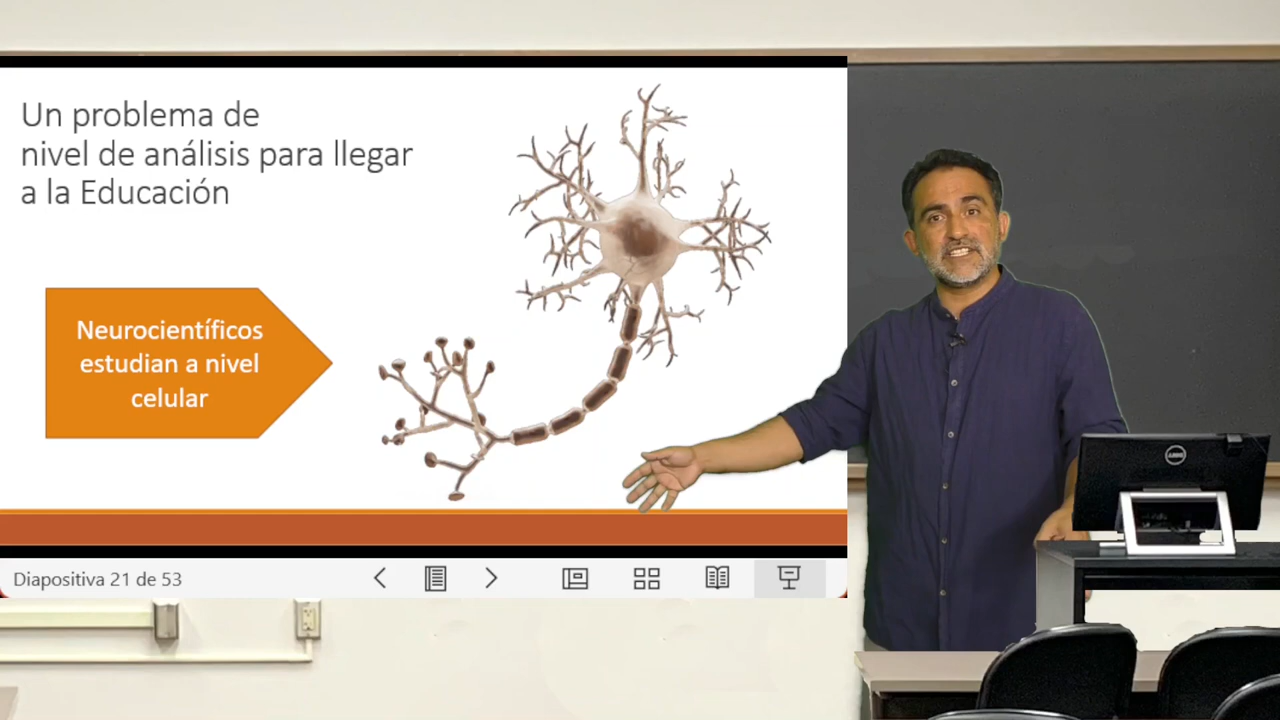 Un problema de
nivel de análisis para llegar
a la Educación
Neurocientíficos
estudian a nivel
celular
Diapositiva 21 de 53
DELL